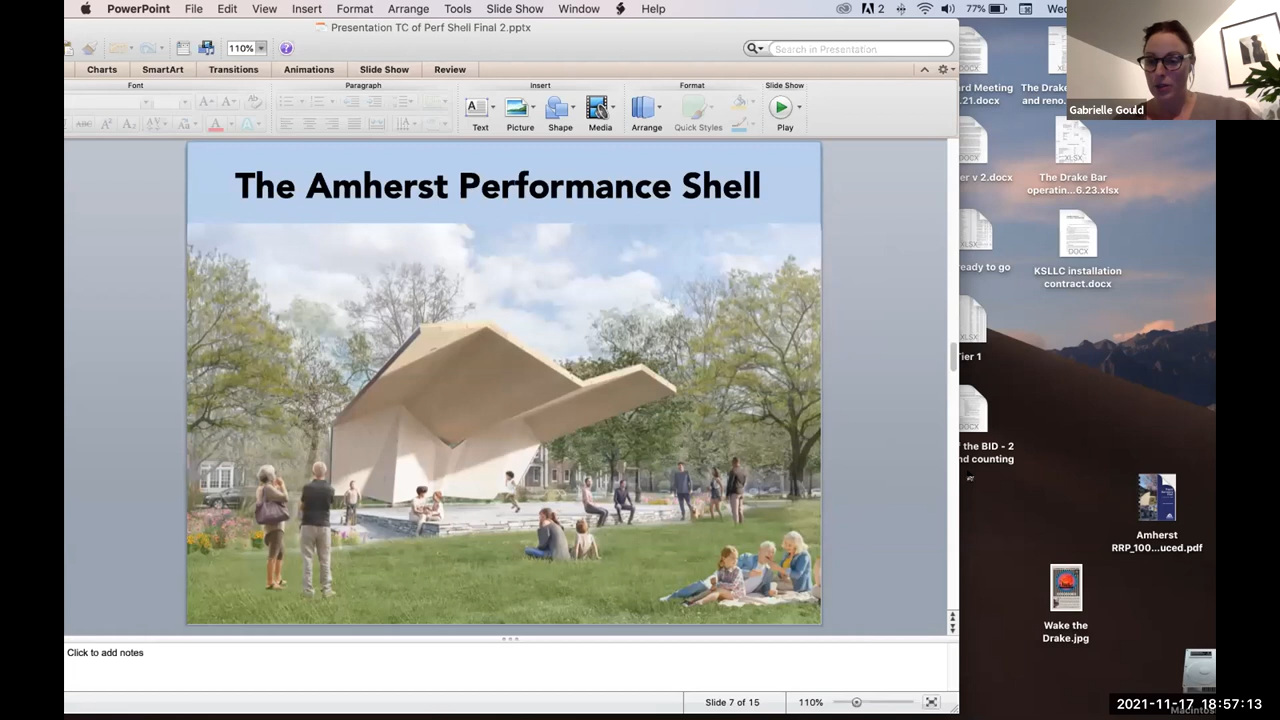 PowerPoint File Edit View Insert Format Arrange Tools Slide Show Window Help
2 77% Wed
Presentation TC of Perf Shell Final 2.pptx
110% Search in Presentation
Charts SmartArt Transitions Animations Slide Show Review
Font Paragraph Insert Format Slide Show
Text Picture Shape Media Arrange Quick Styles Play
The Amherst Performance Shell
Click to add notes
Slide 7 of 15 110%
Gabrielle Gould
rd Meeting
.21.docx
The Drake
and reno.
er v 2.docx
The Drake Bar
operatin...6.23.xlsx
eady to go
KSLLC installation
contract.docx
Tier 1
f the BID - 2
nd counting
Amherst
RRP_100...uced.pdf
Wake the
Drake.jpg
Macintosh
2021-11-17 18:57:13